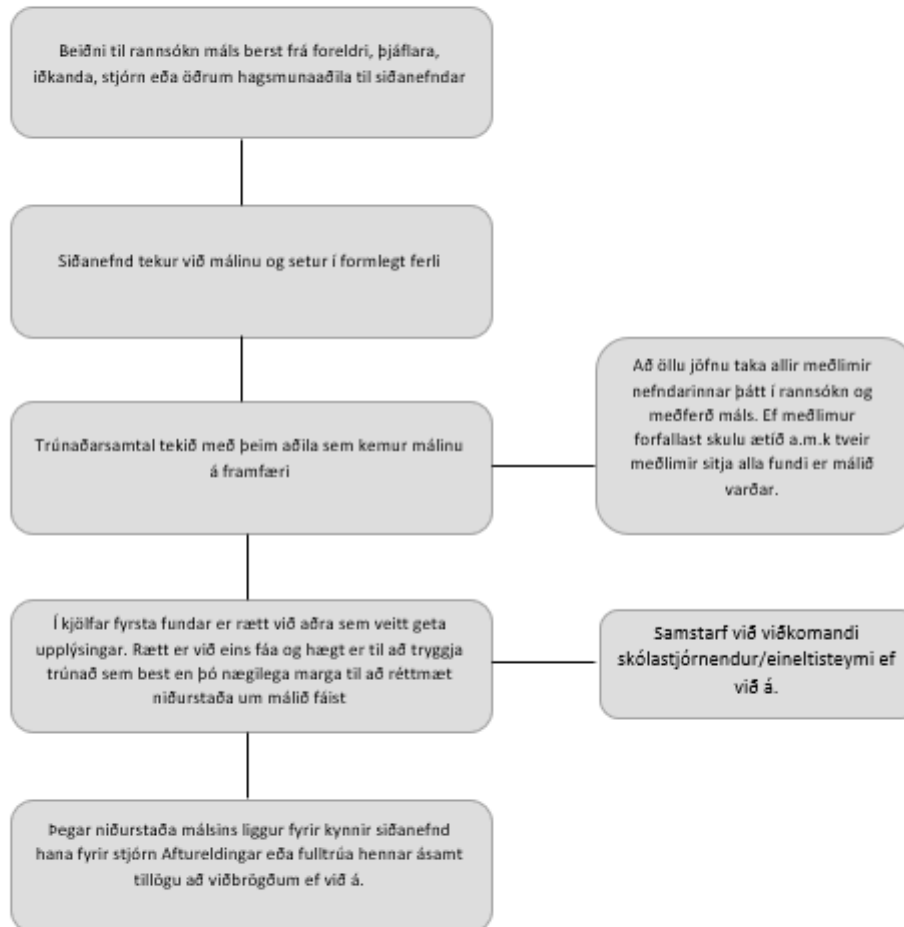 Beiðni til rannsókn máls berst frá foreldri, þjáflara,
iðkanda, stjórn eða öðrum hagsmunaaðila til siðanefndar
Siðanefnd tekur við málinu og setur í formlegt ferli
Trúnaðarsamtal tekið með þeim aðila sem kemur málinu
á framfæri
Að öllu jöfnu taka allir meðlimir
nefndarinnar þátt í rannsókn og
meðferð máls. Ef meðlimur
forfallast skulu ætíð a.m.k tveir
meðlimir sitja alla fundi er málið
varðar.
Í kjölfar fyrsta fundar er rætt við aðra sem veitt geta
upplýsingar. Rætt er við eins fáa og hægt er til að tryggja
trúnað sem best en þó nægilega marga til að réttmæt
niðurstaða um málið fáist
Samstarf við viðkomandi
skólastjórnendur/eineltisteymi ef
við á.
Þegar niðurstaða málsins liggur fyrir kynnir siðanefnd
hana fyrir stjórn Aftureldingar eða fulltrúa hennar ásamt
tillögu að viðbrögðum ef við á.